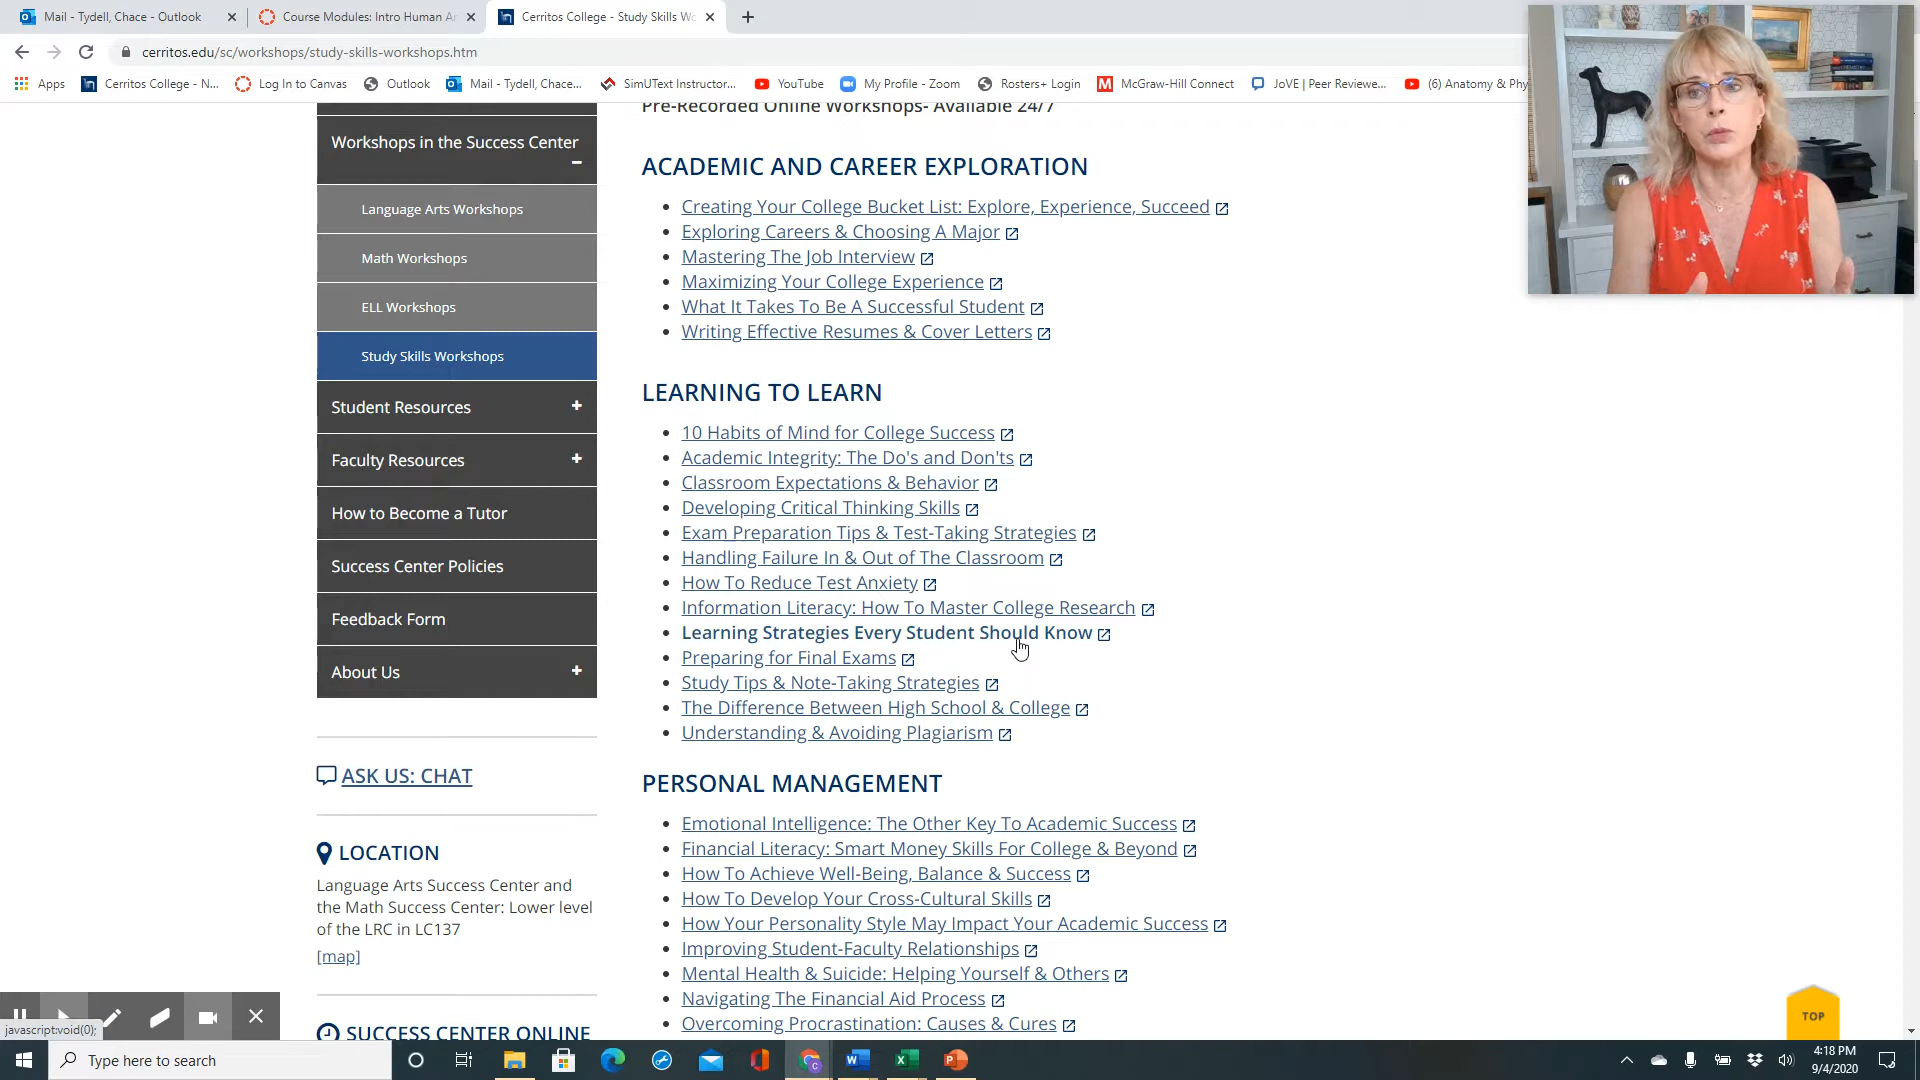 Mail - Tydell, Chace - Outlook
Course Modules: Intro Human An
Cerritos College - Study Skills Wo
cerritos.edu/sc/workshops/study-skills-workshops.htm
Apps
Cerritos College - N...
Log In to Canvas
Outlook
Mail - Tydell, Chace...
SimUText Instructor...
YouTube
My Profile - Zoom
Rosters+ Login
McGraw-Hill Connect
JoVE | Peer Reviewe...
(6) Anatomy & Phy
Workshops in the Success Center
Language Arts Workshops
Math Workshops
ELL Workshops
Study Skills Workshops
Student Resources
Faculty Resources
How to Become a Tutor
Success Center Policies
Feedback Form
About Us
ASK US: CHAT
LOCATION
Language Arts Success Center and
the Math Success Center: Lower level
of the LRC in LC137
[map]
SUCCESS CENTER ONLINE
Pre-Recorded Online Workshops- Available 24/7
ACADEMIC AND CAREER EXPLORATION
Creating Your College Bucket List: Explore, Experience, Succeed
Exploring Careers & Choosing A Major
Mastering The Job Interview
Maximizing Your College Experience
What It Takes To Be A Successful Student
Writing Effective Resumes & Cover Letters
LEARNING TO LEARN
10 Habits of Mind for College Success
Academic Integrity: The Do's and Don'ts
Classroom Expectations & Behavior
Developing Critical Thinking Skills
Exam Preparation Tips & Test-Taking Strategies
Handling Failure In & Out of The Classroom
How To Reduce Test Anxiety
Information Literacy: How To Master College Research
Learning Strategies Every Student Should Know
Preparing for Final Exams
Study Tips & Note-Taking Strategies
The Difference Between High School & College
Understanding & Avoiding Plagiarism
PERSONAL MANAGEMENT
Emotional Intelligence: The Other Key To Academic Success
Financial Literacy: Smart Money Skills For College & Beyond
How To Achieve Well-Being, Balance & Success
How To Develop Your Cross-Cultural Skills
How Your Personality Style May Impact Your Academic Success
Improving Student-Faculty Relationships
Mental Health & Suicide: Helping Yourself & Others
Navigating The Financial Aid Process
Overcoming Procrastination: Causes & Cures
TOP
javascript:void(0);
Type here to search
4:18 PM
9/4/2020